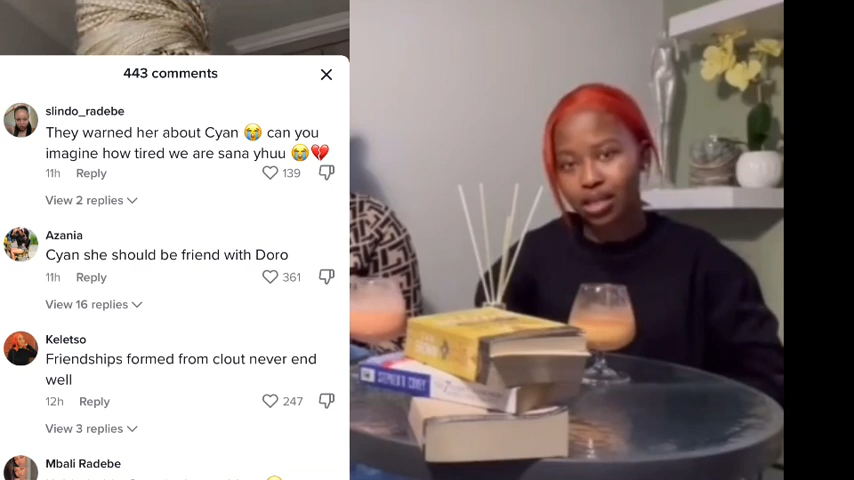 443 comments
slindo_radebe
They warned her about Cyan 😭 can you
imagine how tired we are sana yhuu 😭💔
11h Reply 139
View 2 replies
Azania
Cyan she should be friend with Doro
11h Reply 361
View 16 replies
Keletso
Friendships formed from clout never end
well
12h Reply 247
View 3 replies
Mbali Radebe
STEPHEN R. COVEY